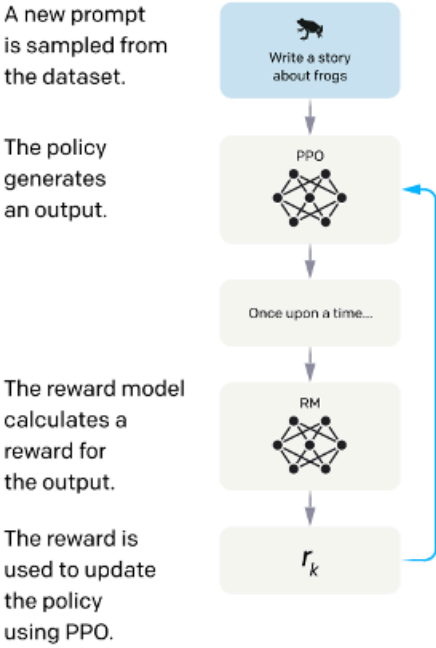 A new prompt
is sampled from
the dataset.
Write a story
about frogs
The policy
generates
an output.
PPO
Once upon a time...
The reward model
calculates a
reward for
the output.
RM
The reward is
used to update
the policy
using PPO.
r_k